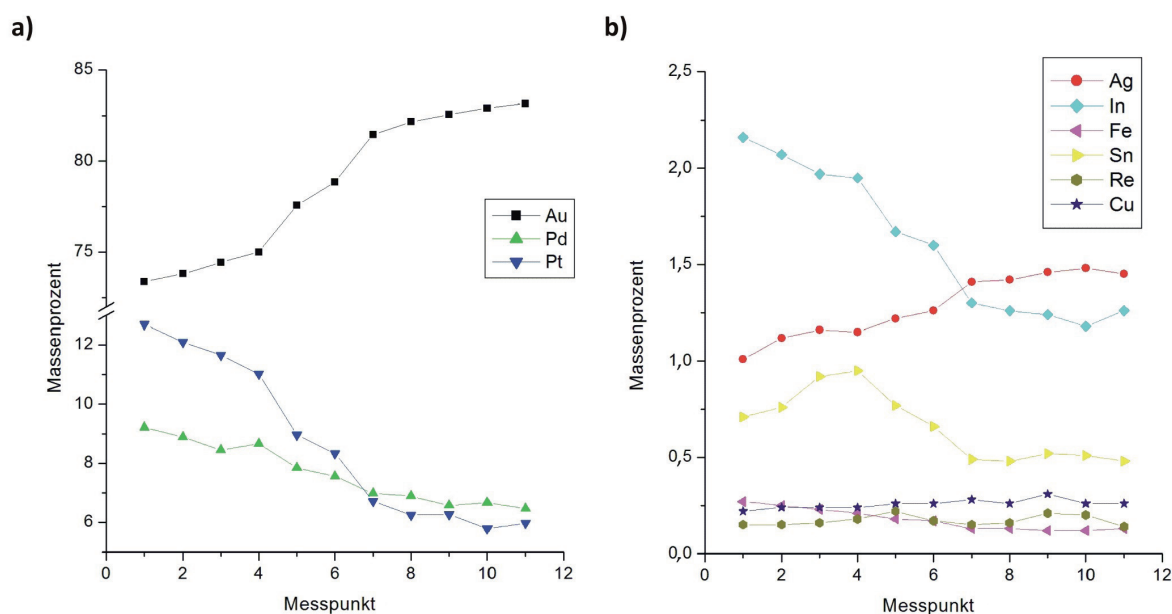 a)
85
80
75
12
10
8
6
Massenprozent
0
2
4
6
8
10
12
Messpunkt
Au
Pd
Pt
b)
2,5
2,0
1,5
1,0
0,5
0,0
Massenprozent
0
2
4
6
8
10
12
Messpunkt
Ag
In
Fe
Sn
Re
Cu